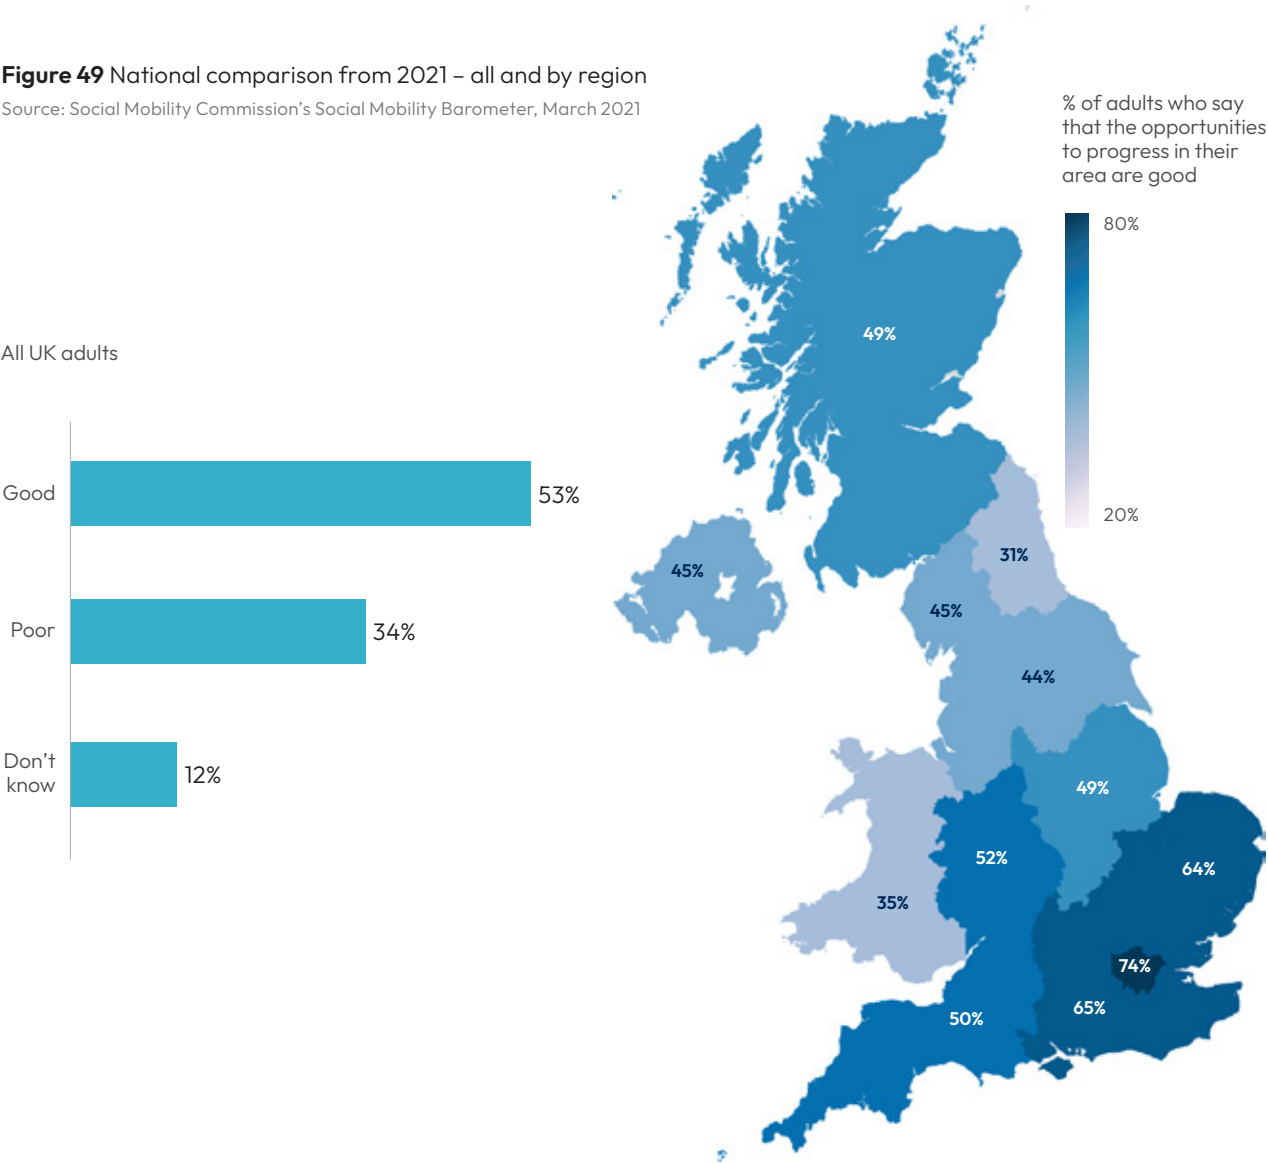 Figure 49 National comparison from 2021 – all and by region
Source: Social Mobility Commission’s Social Mobility Barometer, March 2021
% of adults who say
that the opportunities
to progress in their
area are good
80%
20%
All UK adults
Good
53%
Poor
34%
Don’t
know
12%
49%
31%
45%
45%
44%
49%
52%
64%
35%
74%
65%
50%